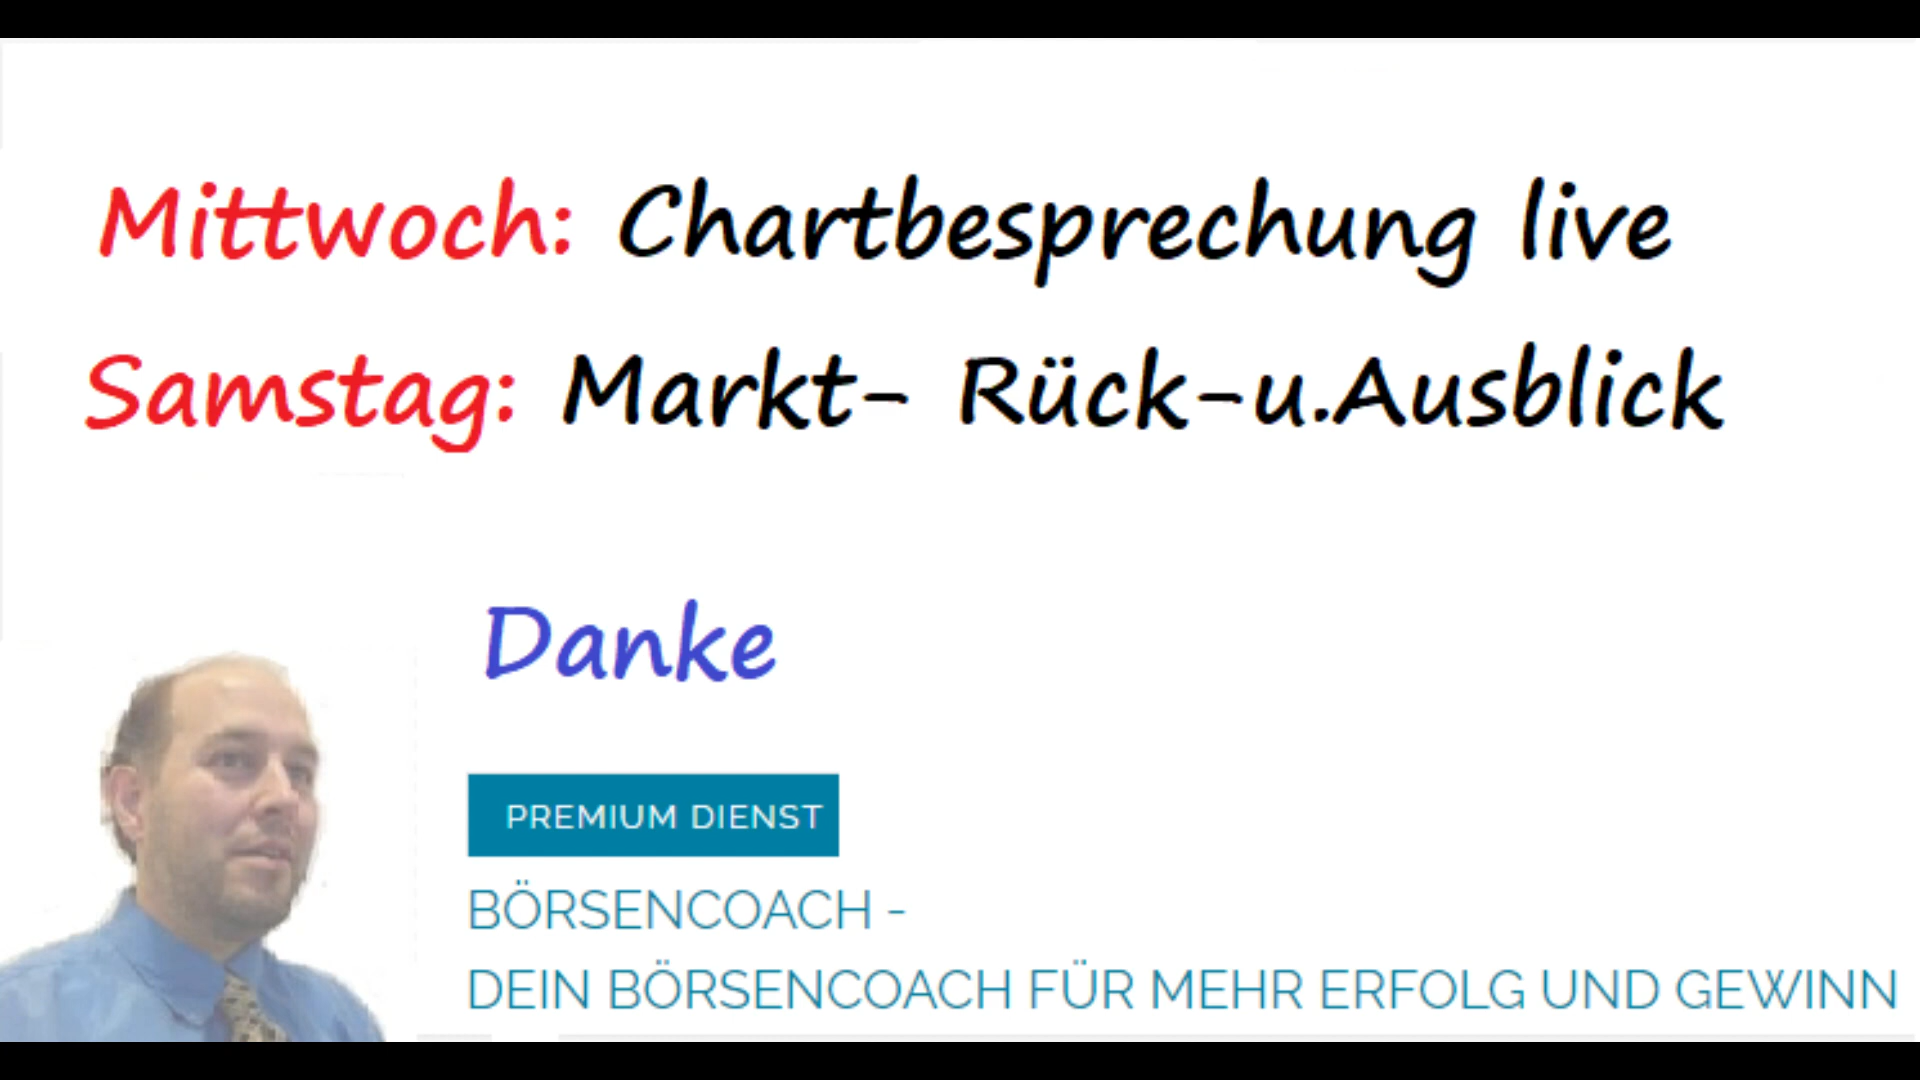 Mittwoch: Chartbesprechung live
Samstag: Markt- Rück-u.Ausblick
Danke
PREMIUM DIENST
BÖRSENCOACH -
DEIN BÖRSENCOACH FÜR MEHR ERFOLG UND GEWINN